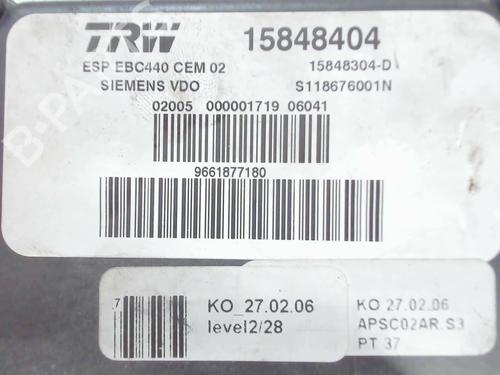 TRW 15848404
ESP EBC440 CEM 02 15848304-D
SIEMENS VDO S118676001N
02005 000001719 06041
9661877180
KO_27.02.06
level2/28
KO 27.02.06
APSC02AR.S3
PT 37